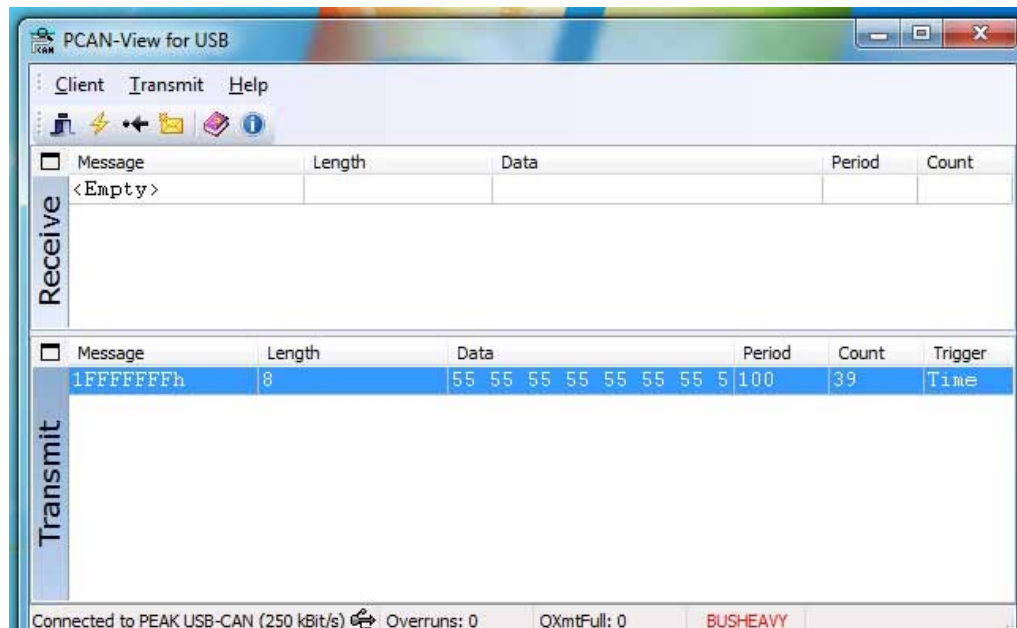 PCAN-View for USB
Client Transmit Help
Message Length Data Period Count
<Empty>
Receive
Message Length Data Period Count Trigger
1FFFFFFFh 8 55 55 55 55 55 55 55 5 100 39 Time
Transmit
Connected to PEAK USB-CAN (250 kBit/s) Overruns: 0 QXmtFull: 0 BUSHEAVY